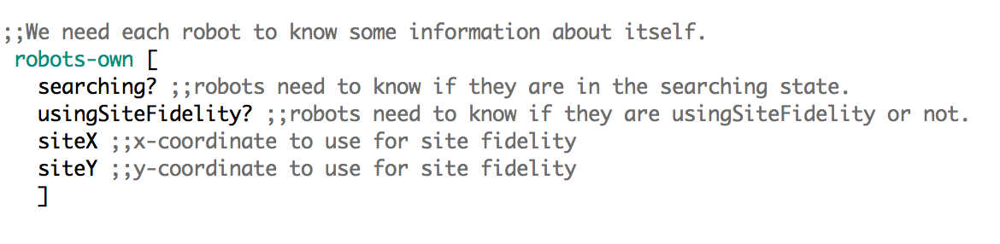 ;;We need each robot to know some information about itself.
robots-own [
searching? ;;robots need to know if they are in the searching state.
usingSiteFidelity? ;;robots need to know if they are usingSiteFidelity or not.
siteX ;;x-coordinate to use for site fidelity
siteY ;;y-coordinate to use for site fidelity
]